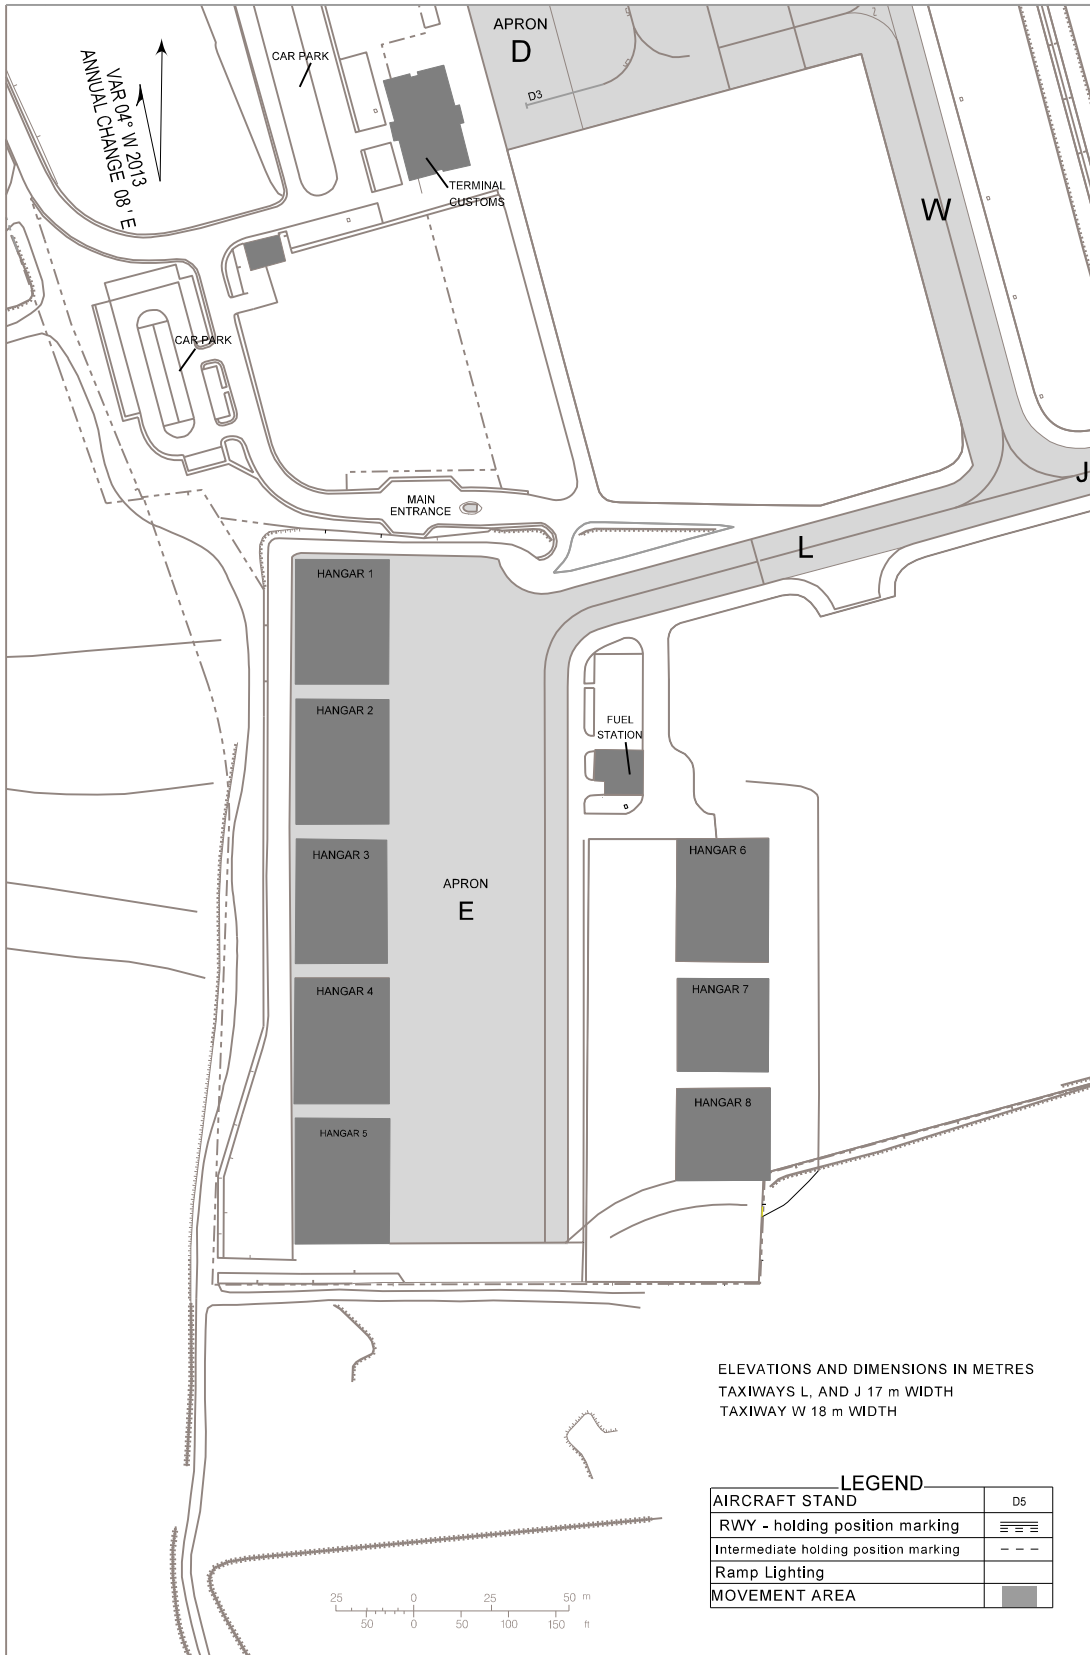 APRON
D
CAR PARK
VAR 04° W 2013
ANNUAL CHANGE 08' E
D3
TERMINAL
CUSTOMS
W
CAR PARK
J
MAIN
ENTRANCE
L
HANGAR 1
HANGAR 2
FUEL
STATION
HANGAR 3
HANGAR 6
APRON
E
HANGAR 4
HANGAR 7
HANGAR 5
HANGAR 8
ELEVATIONS AND DIMENSIONS IN METRES
TAXIWAYS L, AND J 17 m WIDTH
TAXIWAY W 18 m WIDTH
LEGEND
AIRCRAFT STAND D5
RWY - holding position marking
Intermediate holding position marking
Ramp Lighting
MOVEMENT AREA
25 0 25 50 m
50 0 50 100 150 ft